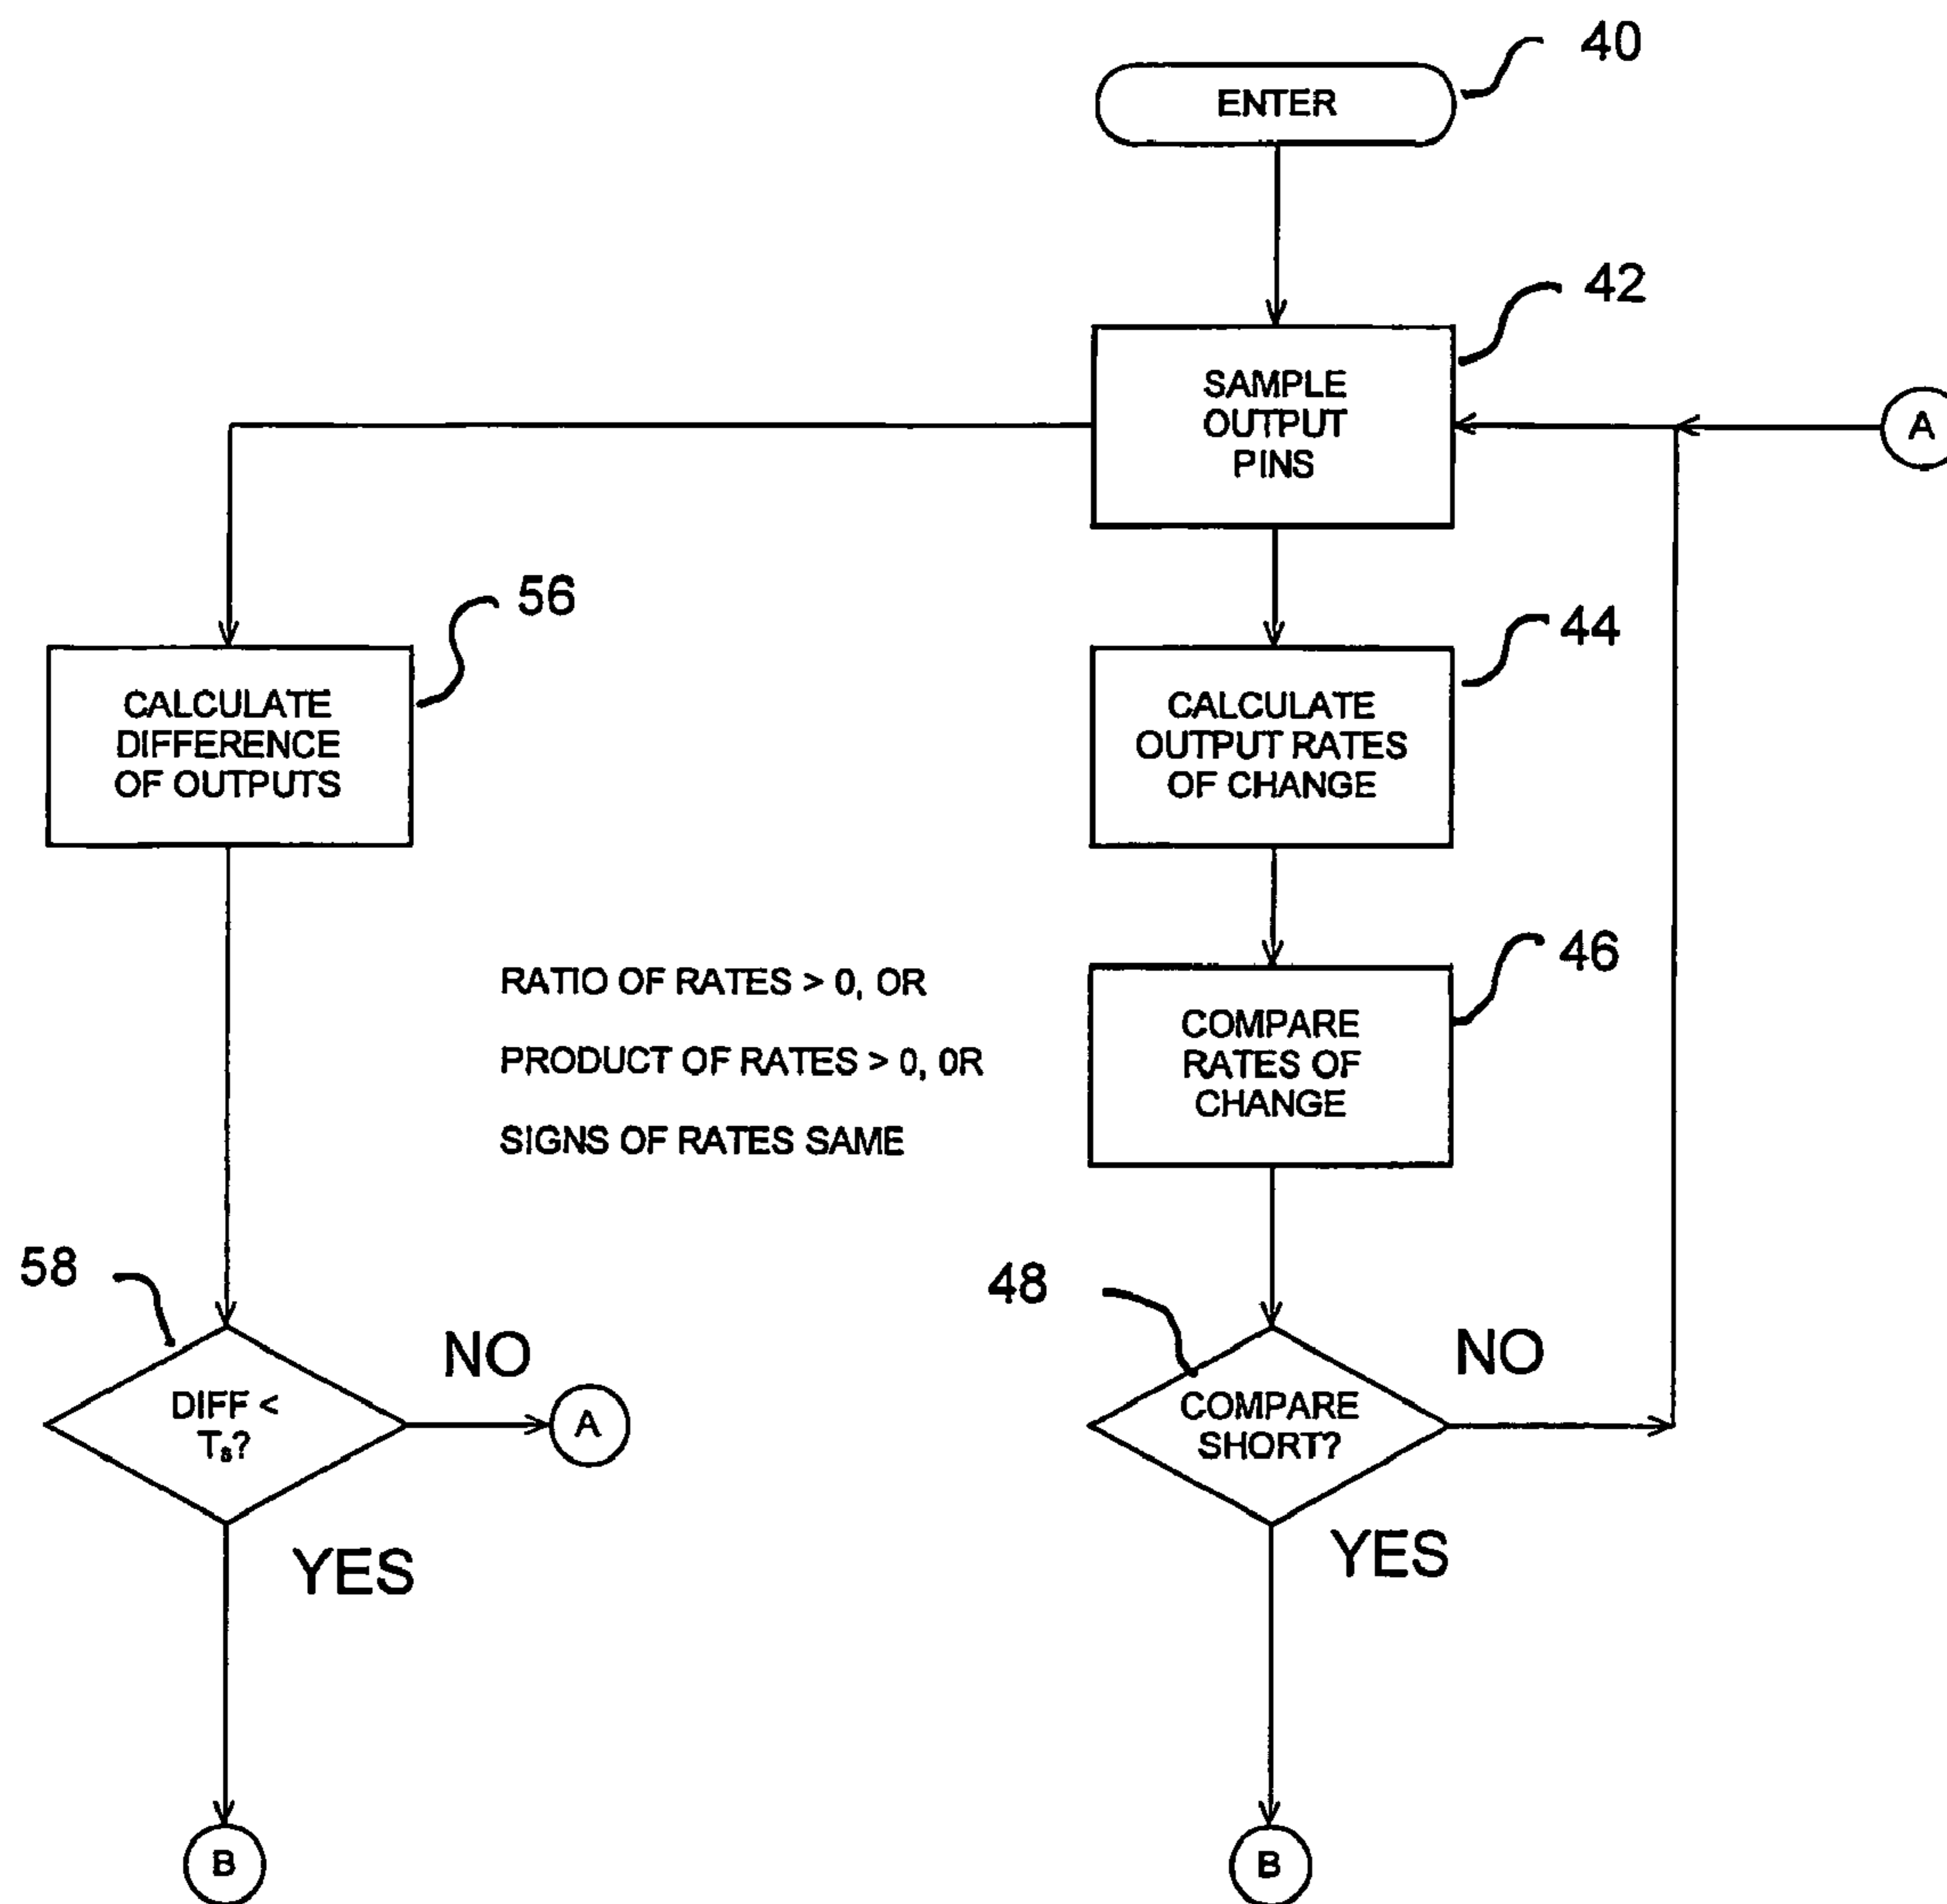 40
ENTER
42
SAMPLE
OUTPUT
PINS
A
56
CALCULATE
DIFFERENCE
OF OUTPUTS
44
CALCULATE
OUTPUT RATES
OF CHANGE
46
COMPARE
RATES OF
CHANGE
RATIO OF RATES > 0, OR
PRODUCT OF RATES > 0, OR
SIGNS OF RATES SAME
58
DIFF <
Ts?
NO
A
YES
48
COMPARE
SHORT?
NO
YES
B
B